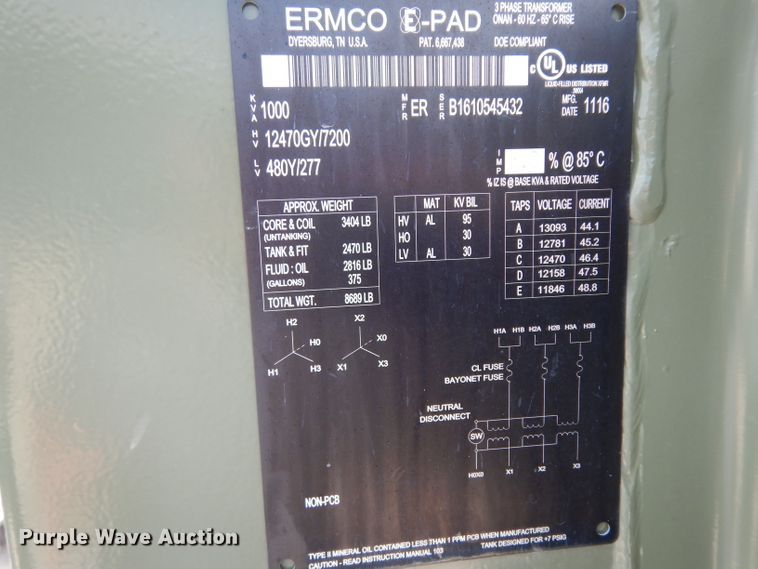 ERMCO E-PAD
3 PHASE TRANSFORMER
ONAN - 60 HZ - 65° C RISE
DYERSBURG, TN U.S.A. PAT. 6,667,438 DOE COMPLIANT
C UL US LISTED
LIQUID-FILLED DISTRIBUTION XFMR
KVA 1000 MFR ER SER B1610545432 MFG. DATE 1116
HV 12470GY/7200
LV 480Y/277
IMP % @ 85° C
% IZ IS @ BASE KVA & RATED VOLTAGE
APPROX. WEIGHT
CORE & COIL 3404 LB
(UNTANKING)
TANK & FIT 2470 LB
FLUID : OIL 2816 LB
(GALLONS) 375
TOTAL WGT. 8689 LB
MAT KV BIL
HV AL 95
HO 30
LV AL 30
TAPS VOLTAGE CURRENT
A 13093 44.1
B 12781 45.2
C 12470 46.4
D 12158 47.5
E 11846 48.8
H2
H0
H1 H3
X2
X0
X1 X3
H1A H1B H2A H2B H3A H3B
CL FUSE
BAYONET FUSE
NEUTRAL
DISCONNECT
SW
H0X0 X1 X2 X3
NON-PCB
TYPE II MINERAL OIL CONTAINED LESS THAN 1 PPM PCB WHEN MANUFACTURED
CAUTION - READ INSTRUCTION MANUAL 103 TANK DESIGNED FOR +7 PSIG
Purple Wave Auction